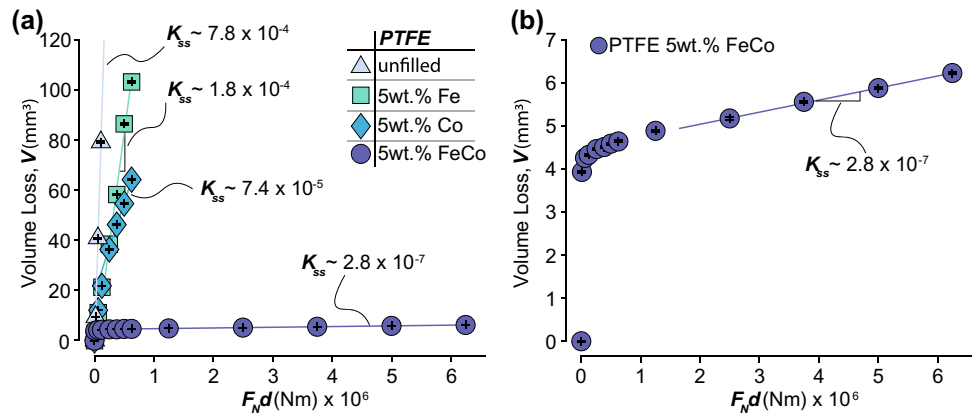 (a)
120
100
80
60
40
20
0
Volume Loss, V(mm³)
0 1 2 3 4 5 6
F_N d(Nm) x 10⁶
K_ss ~ 7.8 x 10⁻⁴
K_ss ~ 1.8 x 10⁻⁴
K_ss ~ 7.4 x 10⁻⁵
K_ss ~ 2.8 x 10⁻⁷
PTFE
unfilled
5wt.% Fe
5wt.% Co
5wt.% FeCo
(b)
7
6
5
4
3
2
1
0
Volume Loss, V(mm³)
0 1 2 3 4 5 6
F_N d(Nm) x 10⁶
PTFE 5wt.% FeCo
K_ss ~ 2.8 x 10⁻⁷